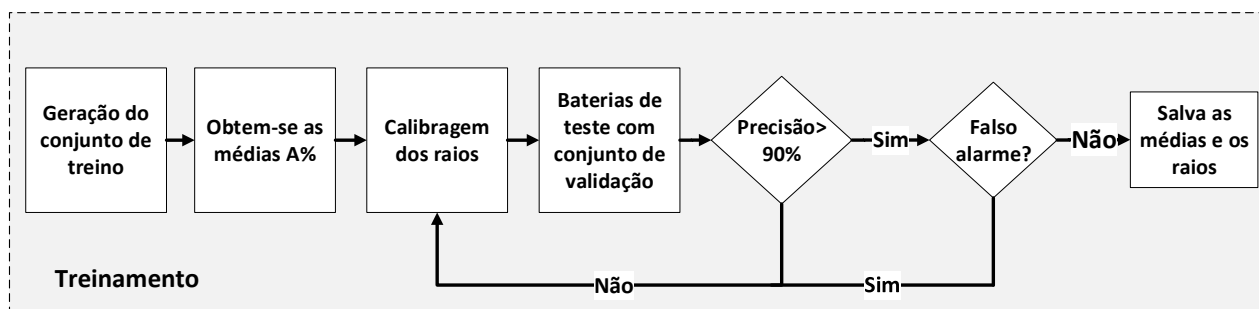 Geração do
conjunto de
treino
Obtem-se as
médias A%
Calibragem
dos raios
Baterias de
teste com
conjunto de
validação
Precisão>
90%
Sim
Falso
alarme?
Não
Salva as
médias e os
raios
Treinamento
Não
Sim